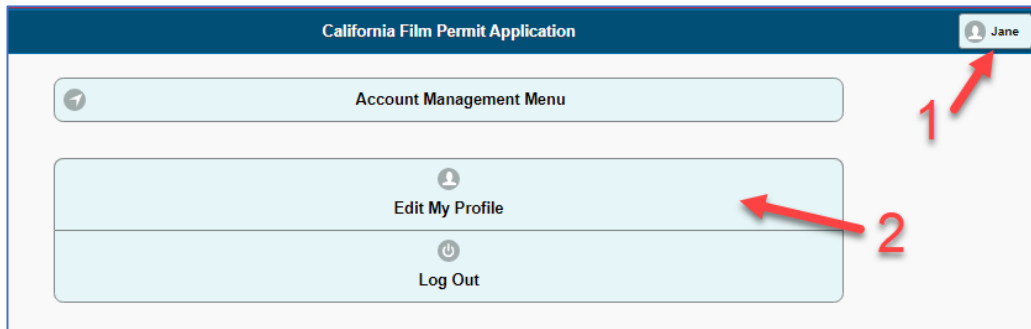 California Film Permit Application
Jane
Account Management Menu
1
Edit My Profile
2
Log Out